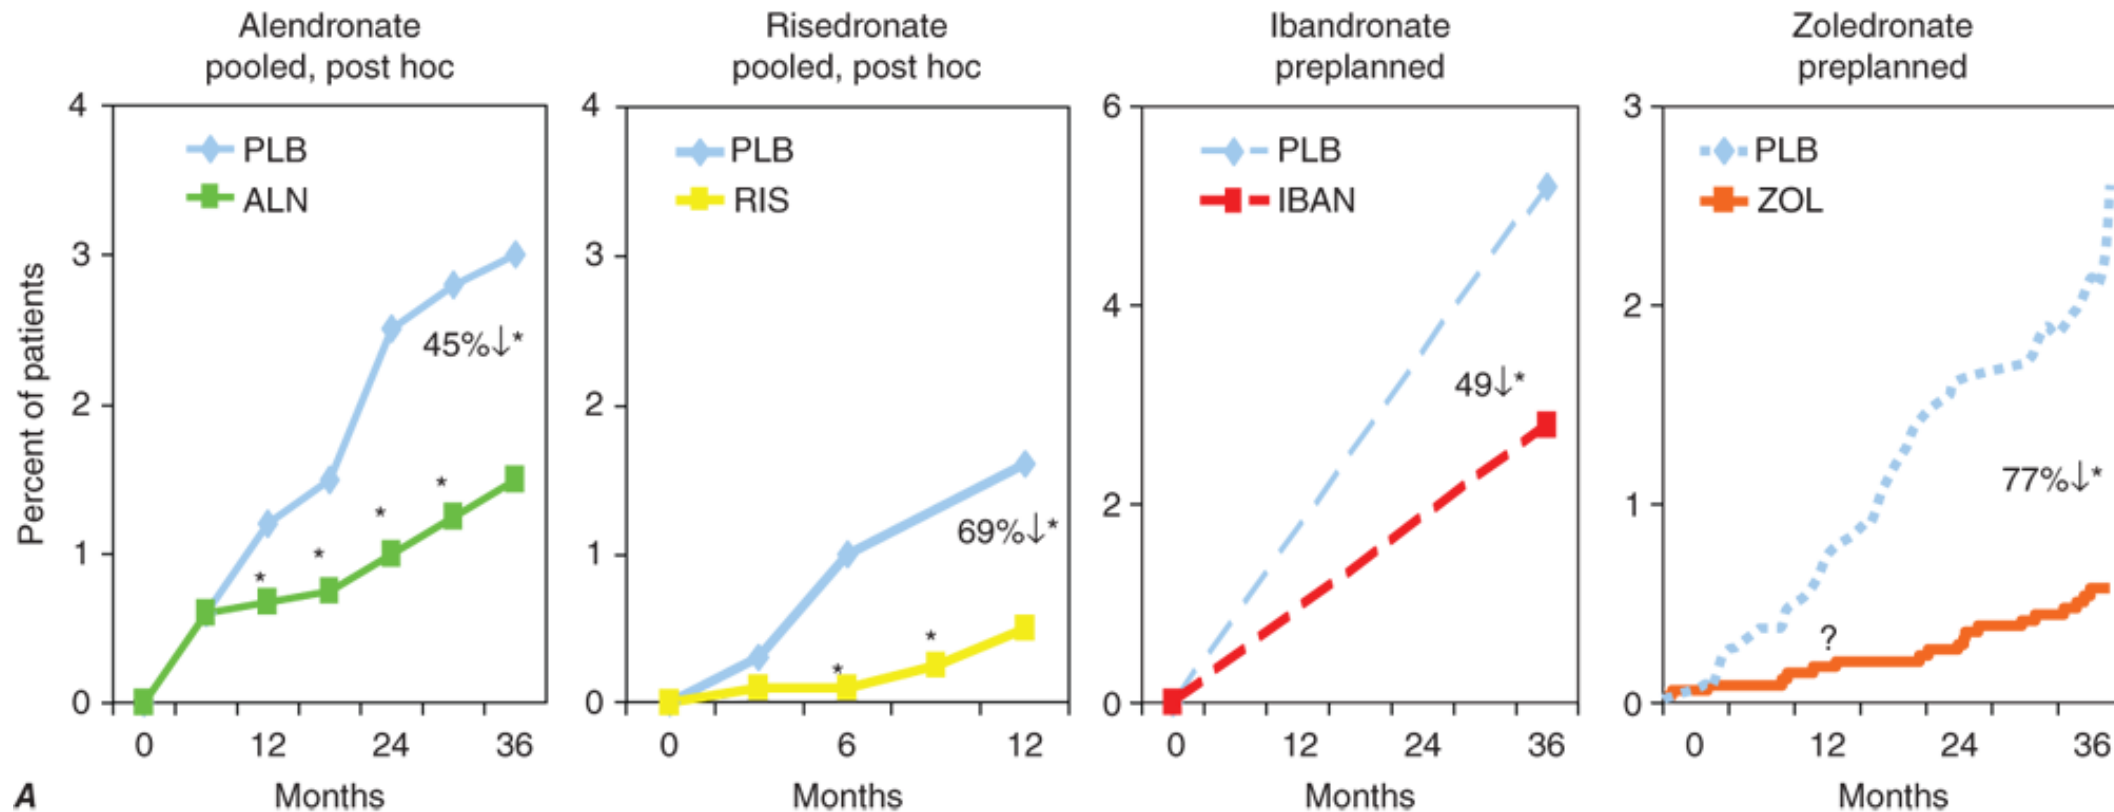 Alendronate
pooled, post hoc
Percent of patients
4
3
2
1
0
PLB
ALN
45%↓*
*
*
*
*
0 12 24 36
Months
A
Risedronate
pooled, post hoc
4
3
2
1
0
PLB
RIS
69%↓*
*
*
0 6 12
Months
Ibandronate
preplanned
6
4
2
0
PLB
IBAN
49↓*
0 12 24 36
Months
Zoledronate
preplanned
3
2
1
0
PLB
ZOL
77%↓*
?
0 12 24 36
Months